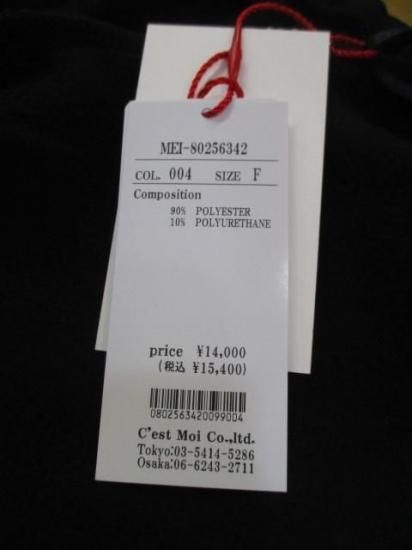 MEI-80256342
COL. 004 SIZE F
Composition
90% POLYESTER
10% POLYURETHANE
price ¥14,000
(税込 ¥15,400)
0802563420099004
C'est Moi Co.,ltd.
Tokyo:03-5414-5286
Osaka:06-6243-2711